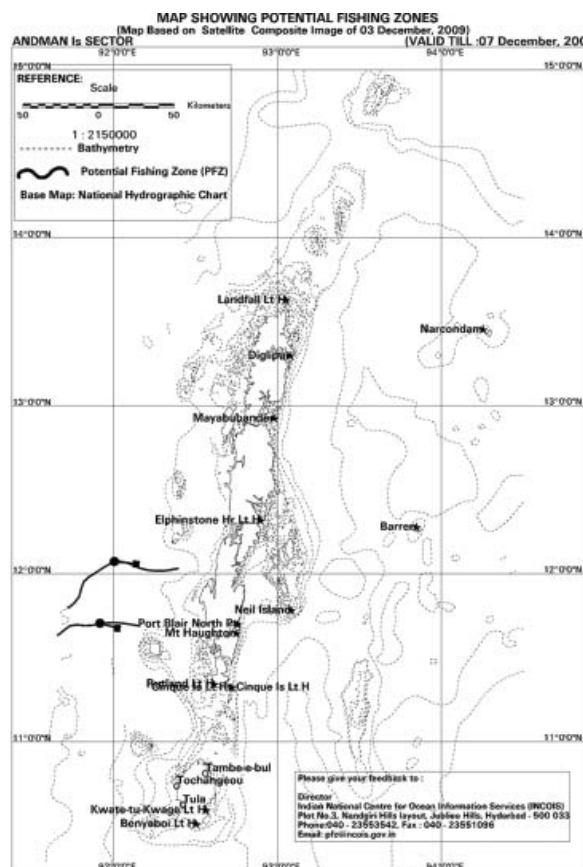 MAP SHOWING POTENTIAL FISHING ZONES
(Map Based on Satellite Composite Image of 03 December, 2009)
ANDMAN Is SECTOR
(VALID TILL :07 December, 200
92°0'0"E
93°0'0"E
94°0'0"E
15°0'0"N
15°0'0"N
REFERENCE:
Scale
50 0 50 Kilometers
1 : 2150000
Bathymetry
Potential Fishing Zone (PFZ)
Base Map: National Hydrographic Chart
14°0'0"N
14°0'0"N
Landfall Lt H
Narcondam
Diglipur
13°0'0"N
13°0'0"N
Mayabubande
Elphinstone Hr Lt H
Barren
12°0'0"N
12°0'0"N
Neil Island
Port Blair North Pt
Mt Haughton
Rutland Lt H
Cinque Is Lt H
Cinque Is Lt H
11°0'0"N
11°0'0"N
Tambe-e-bul
Tochangeou
Tula
Kwate-tu-Kwage Lt H
Benyaboi Lt H
Please give your feedback to :
Director
Indian National Centre for Ocean Information Services (INCOIS)
Plot No.3, Nandgiri Hills layout, Jubliee Hills, Hyderbad - 500 033
Phone:040 - 23553542, Fax : 040 - 23551096
Email: pfz@incois.gov.in
92°0'0"E
93°0'0"E
94°0'0"E